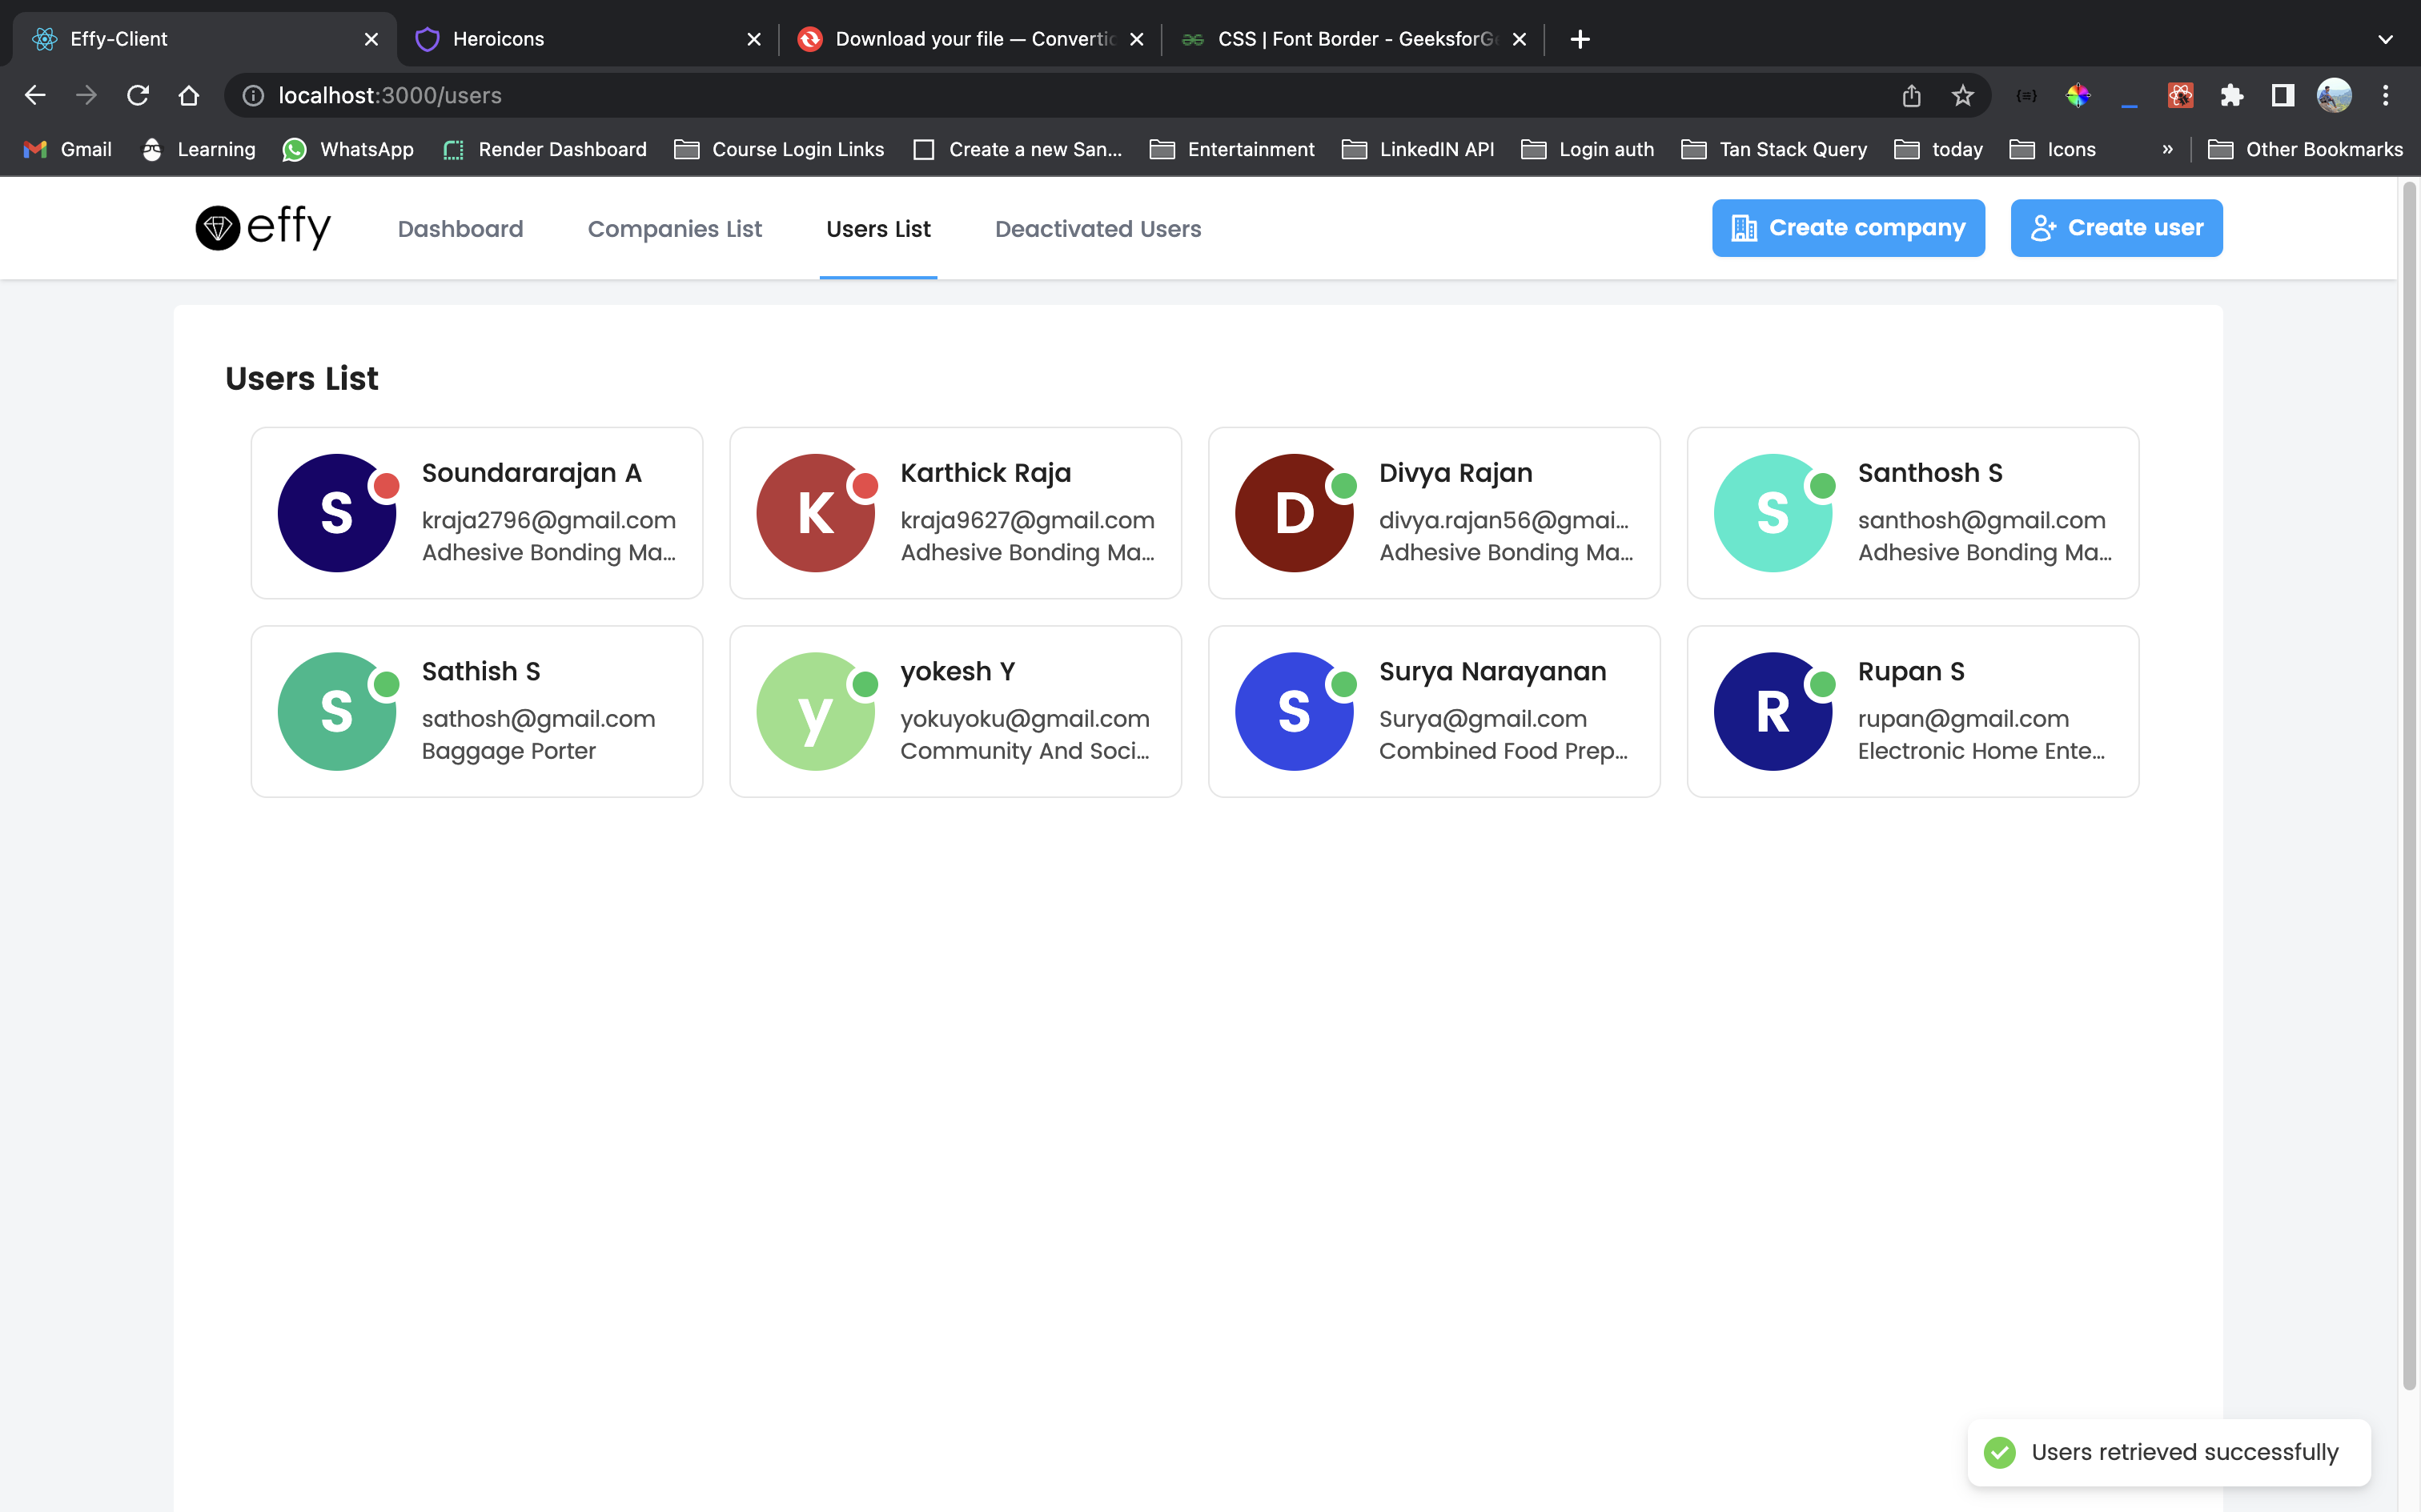 Effy-Client
Heroicons
Download your file — Convertio
CSS | Font Border - GeeksforGe
localhost:3000/users
Gmail
Learning
WhatsApp
Render Dashboard
Course Login Links
Create a new San...
Entertainment
LinkedIN API
Login auth
Tan Stack Query
today
Icons
»
Other Bookmarks
effy
Dashboard
Companies List
Users List
Deactivated Users
Create company
Create user
Users List
S
Soundararajan A
kraja2796@gmail.com
Adhesive Bonding Ma...
K
Karthick Raja
kraja9627@gmail.com
Adhesive Bonding Ma...
D
Divya Rajan
divya.rajan56@gmai...
Adhesive Bonding Ma...
S
Santhosh S
santhosh@gmail.com
Adhesive Bonding Ma...
S
Sathish S
sathosh@gmail.com
Baggage Porter
y
yokesh Y
yokuyoku@gmail.com
Community And Soci...
S
Surya Narayanan
Surya@gmail.com
Combined Food Prep...
R
Rupan S
rupan@gmail.com
Electronic Home Ente...
Users retrieved successfully